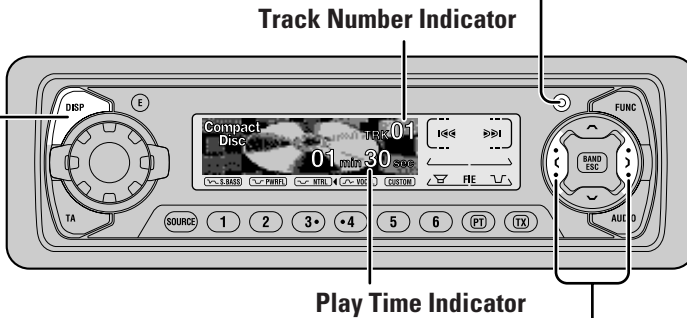 Track Number Indicator
DISP
E
FUNC
Compact
Disc
TRK 01
01 min 30 sec
BAND
ESC
S.BASS PWRFL NTRL VOCAL CUSTOM
FIE
TA
SOURCE 1 2 3• •4 5 6 PT TX
AUDIO
Play Time Indicator